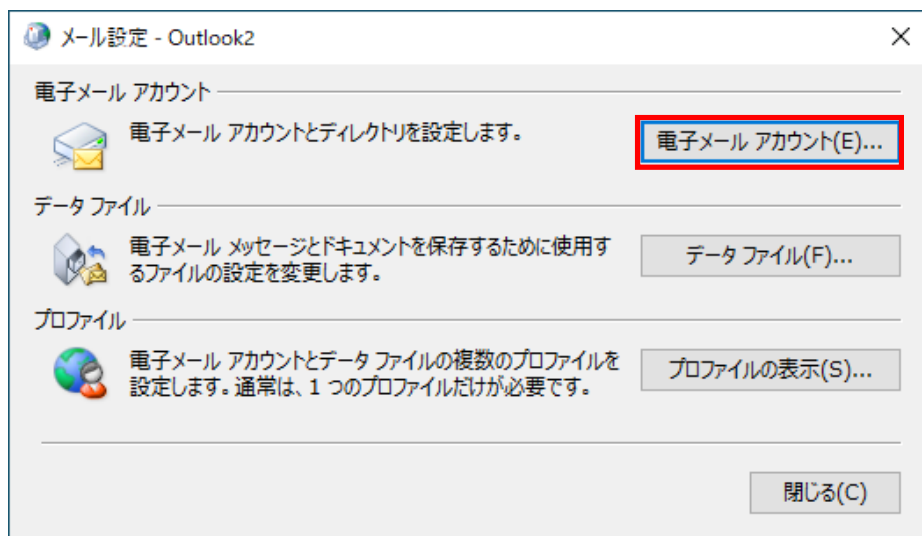 メール設定 - Outlook2
電子メール アカウント
電子メール アカウントとディレクトリを設定します。
電子メール アカウント(E)...
データ ファイル
電子メール メッセージとドキュメントを保存するために使用す
るファイルの設定を変更します。
データ ファイル(F)...
プロファイル
電子メール アカウントとデータ ファイルの複数のプロファイルを
設定します。通常は、1 つのプロファイルだけが必要です。
プロファイルの表示(S)...
閉じる(C)